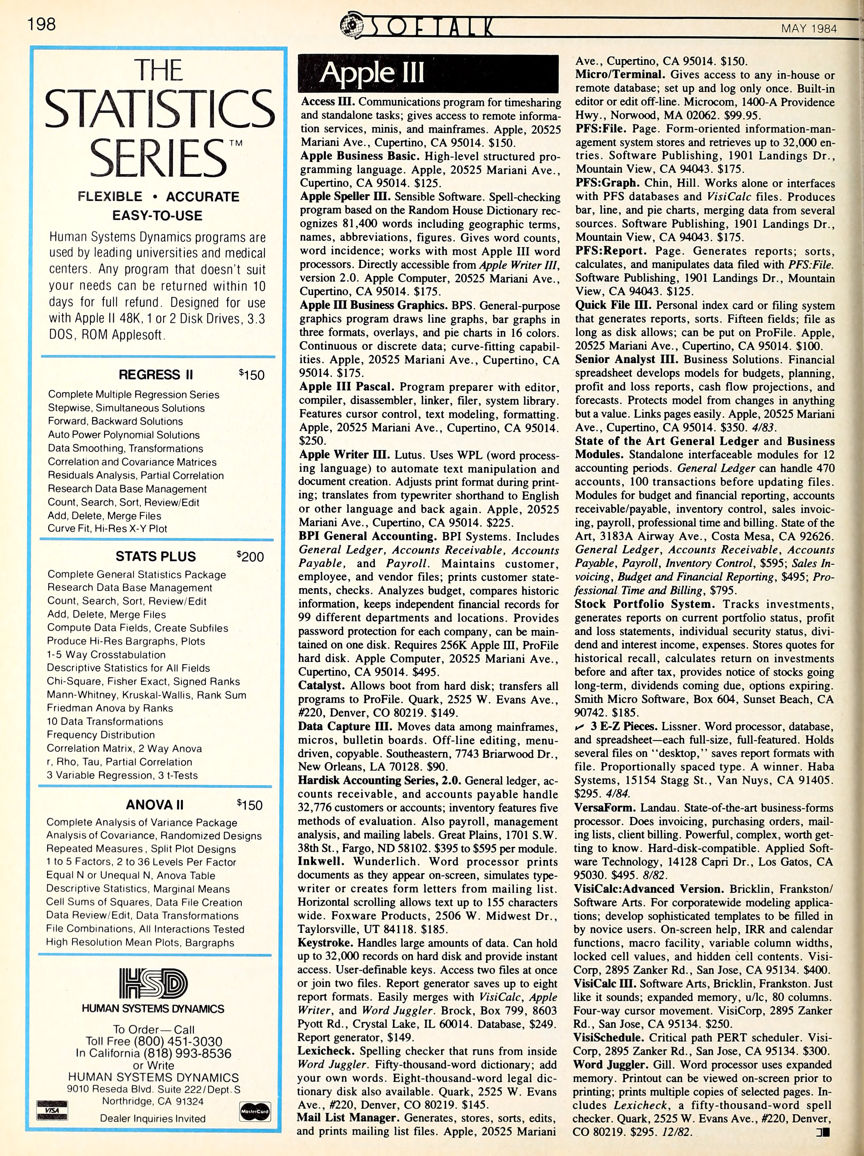 198
SOFTALK
MAY 1984
THE
STATISTICS
SERIES™
FLEXIBLE • ACCURATE
EASY-TO-USE
Human Systems Dynamics programs are
used by leading universities and medical
centers. Any program that doesn't suit
your needs can be returned within 10
days for full refund. Designed for use
with Apple II 48K, 1 or 2 Disk Drives, 3.3
DOS, ROM Applesoft.
REGRESS II $150
Complete Multiple Regression Series
Stepwise, Simultaneous Solutions
Forward, Backward Solutions
Auto Power Polynomial Solutions
Data Smoothing, Transformations
Correlation and Covariance Matrices
Residuals Analysis, Partial Correlation
Research Data Base Management
Count, Search, Sort, Review/Edit
Add, Delete, Merge Files
Curve Fit, Hi-Res X-Y Plot
STATS PLUS $200
Complete General Statistics Package
Research Data Base Management
Count, Search, Sort, Review/Edit
Add, Delete, Merge Files
Compute Data Fields, Create Subfiles
Produce Hi-Res Bargraphs, Plots
1-5 Way Crosstabulation
Descriptive Statistics for All Fields
Chi-Square, Fisher Exact, Signed Ranks
Mann-Whitney, Kruskal-Wallis, Rank Sum
Friedman Anova by Ranks
10 Data Transformations
Frequency Distribution
Correlation Matrix, 2 Way Anova
r, Rho, Tau, Partial Correlation
3 Variable Regression, 3 t-Tests
ANOVA II $150
Complete Analysis of Variance Package
Analysis of Covariance, Randomized Designs
Repeated Measures, Split Plot Designs
1 to 5 Factors, 2 to 36 Levels Per Factor
Equal N or Unequal N, Anova Table
Descriptive Statistics, Marginal Means
Cell Sums of Squares, Data File Creation
Data Review/Edit, Data Transformations
File Combinations, All Interactions Tested
High Resolution Mean Plots, Bargraphs
HSD
HUMAN SYSTEMS DYNAMICS
To Order—Call
Toll Free (800) 451-3030
In California (818) 993-8536
or Write
HUMAN SYSTEMS DYNAMICS
9010 Reseda Blvd. Suite 222/Dept. S
Northridge, CA 91324
Dealer Inquiries Invited
VISA
MasterCard
Apple III
Access III. Communications program for timesharing
and standalone tasks; gives access to remote informa-
tion services, minis, and mainframes. Apple, 20525
Mariani Ave., Cupertino, CA 95014. $150.
Apple Business Basic. High-level structured pro-
gramming language. Apple, 20525 Mariani Ave.,
Cupertino, CA 95014. $125.
Apple Speller III. Sensible Software. Spell-checking
program based on the Random House Dictionary rec-
ognizes 81,400 words including geographic terms,
names, abbreviations, figures. Gives word counts,
word incidence; works with most Apple III word
processors. Directly accessible from Apple Writer III,
version 2.0. Apple Computer, 20525 Mariani Ave.,
Cupertino, CA 95014. $175.
Apple III Business Graphics. BPS. General-purpose
graphics program draws line graphs, bar graphs in
three formats, overlays, and pie charts in 16 colors.
Continuous or discrete data; curve-fitting capabil-
ities. Apple, 20525 Mariani Ave., Cupertino, CA
95014. $175.
Apple III Pascal. Program preparer with editor,
compiler, disassembler, linker, filer, system library.
Features cursor control, text modeling, formatting.
Apple, 20525 Mariani Ave., Cupertino, CA 95014.
$250.
Apple Writer III. Lutus. Uses WPL (word process-
ing language) to automate text manipulation and
document creation. Adjusts print format during print-
ing; translates from typewriter shorthand to English
or other language and back again. Apple, 20525
Mariani Ave., Cupertino, CA 95014. $225.
BPI General Accounting. BPI Systems. Includes
General Ledger, Accounts Receivable, Accounts
Payable, and Payroll. Maintains customer,
employee, and vendor files; prints customer state-
ments, checks. Analyzes budget, compares historic
information, keeps independent financial records for
99 different departments and locations. Provides
password protection for each company, can be main-
tained on one disk. Requires 256K Apple III, ProFile
hard disk. Apple Computer, 20525 Mariani Ave.,
Cupertino, CA 95014. $495.
Catalyst. Allows boot from hard disk; transfers all
programs to ProFile. Quark, 2525 W. Evans Ave.,
#220, Denver, CO 80219. $149.
Data Capture III. Moves data among mainframes,
micros, bulletin boards. Off-line editing, menu-
driven, copyable. Southeastern, 7743 Briarwood Dr.,
New Orleans, LA 70128. $90.
Hardisk Accounting Series, 2.0. General ledger, ac-
counts receivable, and accounts payable handle
32,776 customers or accounts; inventory features five
methods of evaluation. Also payroll, management
analysis, and mailing labels. Great Plains, 1701 S.W.
38th St., Fargo, ND 58102. $395 to $595 per module.
Inkwell. Wunderlich. Word processor prints
documents as they appear on-screen, simulates type-
writer or creates form letters from mailing list.
Horizontal scrolling allows text up to 155 characters
wide. Foxware Products, 2506 W. Midwest Dr.,
Taylorsville, UT 84118. $185.
Keystroke. Handles large amounts of data. Can hold
up to 32,000 records on hard disk and provide instant
access. User-definable keys. Access two files at once
or join two files. Report generator saves up to eight
report formats. Easily merges with VisiCalc, Apple
Writer, and Word Juggler. Brock, Box 799, 8603
Pyott Rd., Crystal Lake, IL 60014. Database, $249.
Report generator, $149.
Lexicheck. Spelling checker that runs from inside
Word Juggler. Fifty-thousand-word dictionary; add
your own words. Eight-thousand-word legal dic-
tionary disk also available. Quark, 2525 W. Evans
Ave., #220, Denver, CO 80219. $145.
Mail List Manager. Generates, stores, sorts, edits,
and prints mailing list files. Apple, 20525 Mariani
Ave., Cupertino, CA 95014. $150.
Micro/Terminal. Gives access to any in-house or
remote database; set up and log only once. Built-in
editor or edit off-line. Microcom, 1400-A Providence
Hwy., Norwood, MA 02062. $99.95.
PFS:File. Page. Form-oriented information-man-
agement system stores and retrieves up to 32,000 en-
tries. Software Publishing, 1901 Landings Dr.,
Mountain View, CA 94043. $175.
PFS:Graph. Chin, Hill. Works alone or interfaces
with PFS databases and VisiCalc files. Produces
bar, line, and pie charts, merging data from several
sources. Software Publishing, 1901 Landings Dr.,
Mountain View, CA 94043. $175.
PFS:Report. Page. Generates reports; sorts,
calculates, and manipulates data filed with PFS:File.
Software Publishing, 1901 Landings Dr., Mountain
View, CA 94043. $125.
Quick File III. Personal index card or filing system
that generates reports, sorts. Fifteen fields; file as
long as disk allows; can be put on ProFile. Apple,
20525 Mariani Ave., Cupertino, CA 95014. $100.
Senior Analyst III. Business Solutions. Financial
spreadsheet develops models for budgets, planning,
profit and loss reports, cash flow projections, and
forecasts. Protects model from changes in anything
but a value. Links pages easily. Apple, 20525 Mariani
Ave., Cupertino, CA 95014. $350. 4/83.
State of the Art General Ledger and Business
Modules. Standalone interfaceable modules for 12
accounting periods. General Ledger can handle 470
accounts, 100 transactions before updating files.
Modules for budget and financial reporting, accounts
receivable/payable, inventory control, sales invoic-
ing, payroll, professional time and billing. State of the
Art, 3183A Airway Ave., Costa Mesa, CA 92626.
General Ledger, Accounts Receivable, Accounts
Payable, Payroll, Inventory Control, $595; Sales In-
voicing, Budget and Financial Reporting, $495; Pro-
fessional Time and Billing, $795.
Stock Portfolio System. Tracks investments,
generates reports on current portfolio status, profit
and loss statements, individual security status, divi-
dend and interest income, expenses. Stores quotes for
historical recall, calculates return on investments
before and after tax, provides notice of stocks going
long-term, dividends coming due, options expiring.
Smith Micro Software, Box 604, Sunset Beach, CA
90742. $185.
✓ 3 E-Z Pieces. Lissner. Word processor, database,
and spreadsheet—each full-size, full-featured. Holds
several files on "desktop," saves report formats with
file. Proportionally spaced type. A winner. Haba
Systems, 15154 Stagg St., Van Nuys, CA 91405.
$295. 4/84.
VersaForm. Landau. State-of-the-art business-forms
processor. Does invoicing, purchasing orders, mail-
ing lists, client billing. Powerful, complex, worth get-
ting to know. Hard-disk-compatible. Applied Soft-
ware Technology, 14128 Capri Dr., Los Gatos, CA
95030. $495. 8/82.
VisiCalc:Advanced Version. Bricklin, Frankston/
Software Arts. For corporatewide modeling applica-
tions; develop sophisticated templates to be filled in
by novice users. On-screen help, IRR and calendar
functions, macro facility, variable column widths,
locked cell values, and hidden cell contents. Visi-
Corp, 2895 Zanker Rd., San Jose, CA 95134. $400.
VisiCalc III. Software Arts, Bricklin, Frankston. Just
like it sounds; expanded memory, u/lc, 80 columns.
Four-way cursor movement. VisiCorp, 2895 Zanker
Rd., San Jose, CA 95134. $250.
VisiSchedule. Critical path PERT scheduler. Visi-
Corp, 2895 Zanker Rd., San Jose, CA 95134. $300.
Word Juggler. Gill. Word processor uses expanded
memory. Printout can be viewed on-screen prior to
printing; prints multiple copies of selected pages. In-
cludes Lexicheck, a fifty-thousand-word spell
checker. Quark, 2525 W. Evans Ave., #220, Denver,
CO 80219. $295. 12/82.